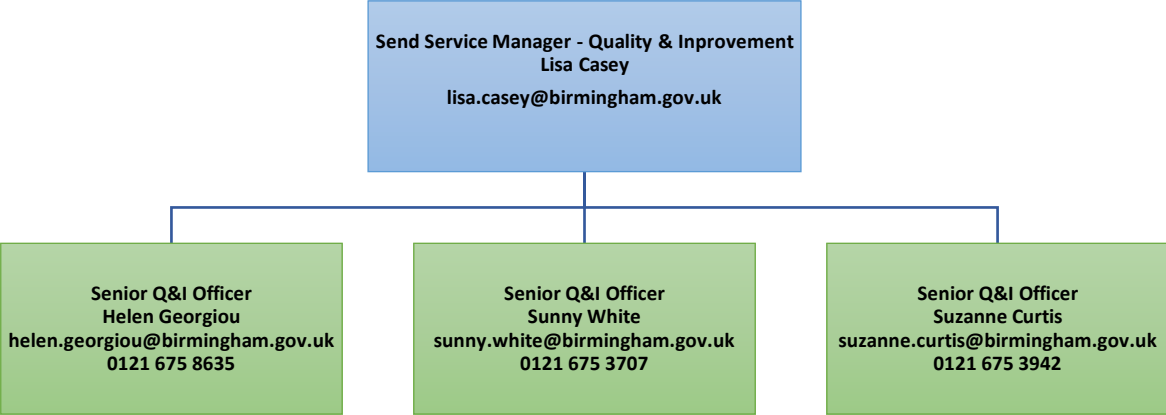 Send Service Manager - Quality & Inprovement
Lisa Casey
lisa.casey@birmingham.gov.uk
Senior Q&I Officer
Helen Georgiou
helen.georgiou@birmingham.gov.uk
0121 675 8635
Senior Q&I Officer
Sunny White
sunny.white@birmingham.gov.uk
0121 675 3707
Senior Q&I Officer
Suzanne Curtis
suzanne.curtis@birmingham.gov.uk
0121 675 3942